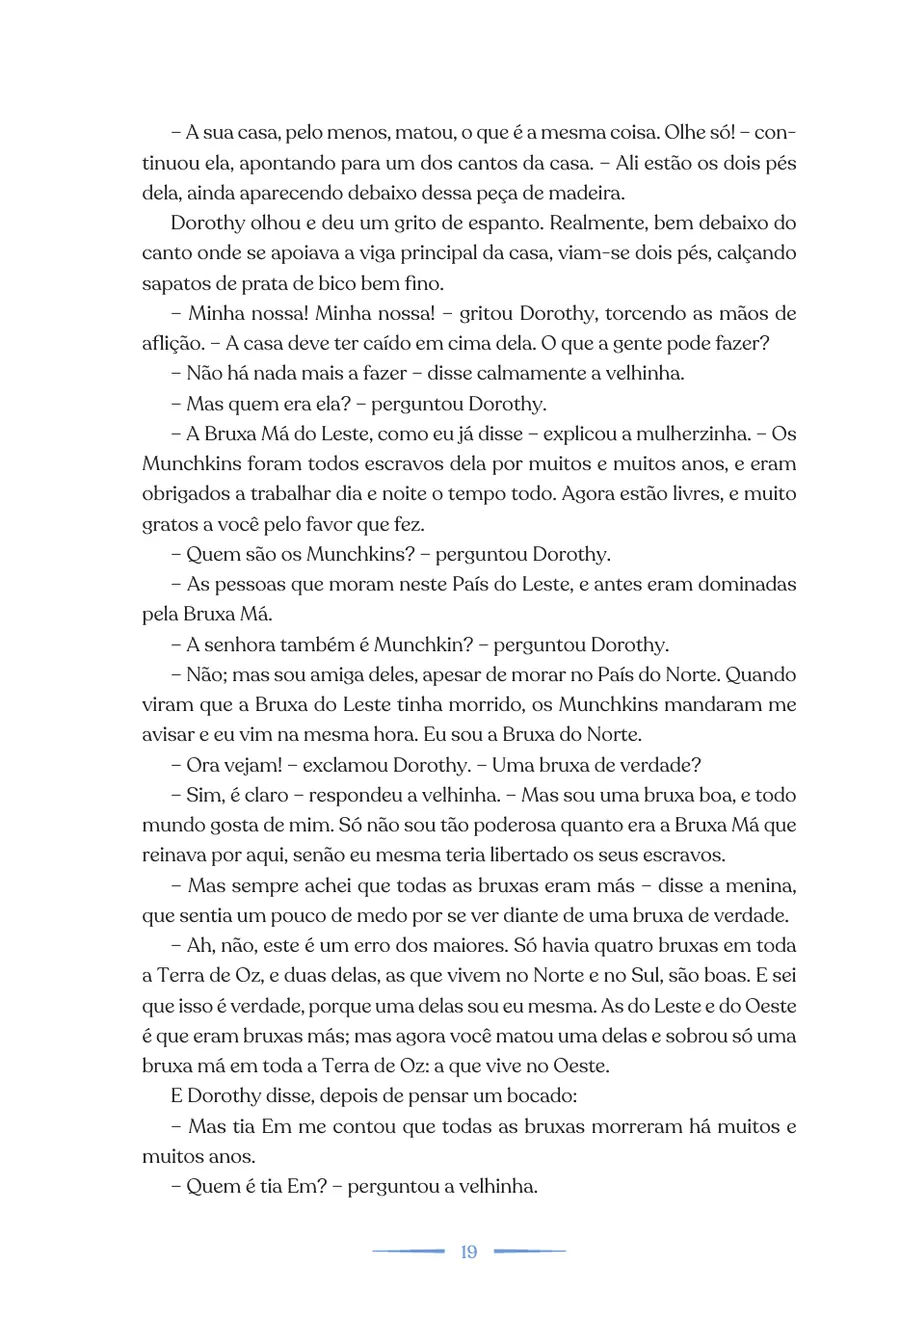 – A sua casa, pelo menos, matou, o que é a mesma coisa. Olhe só! – con-
tinuou ela, apontando para um dos cantos da casa. – Ali estão os dois pés
dela, ainda aparecendo debaixo dessa peça de madeira.
Dorothy olhou e deu um grito de espanto. Realmente, bem debaixo do
canto onde se apoiava a viga principal da casa, viam-se dois pés, calçando
sapatos de prata de bico bem fino.
– Minha nossa! Minha nossa! – gritou Dorothy, torcendo as mãos de
aflição. – A casa deve ter caído em cima dela. O que a gente pode fazer?
– Não há nada mais a fazer – disse calmamente a velhinha.
– Mas quem era ela? – perguntou Dorothy.
– A Bruxa Má do Leste, como eu já disse – explicou a mulherzinha. – Os
Munchkins foram todos escravos dela por muitos e muitos anos, e eram
obrigados a trabalhar dia e noite o tempo todo. Agora estão livres, e muito
gratos a você pelo favor que fez.
– Quem são os Munchkins? – perguntou Dorothy.
– As pessoas que moram neste País do Leste, e antes eram dominadas
pela Bruxa Má.
– A senhora também é Munchkin? – perguntou Dorothy.
– Não; mas sou amiga deles, apesar de morar no País do Norte. Quando
viram que a Bruxa do Leste tinha morrido, os Munchkins mandaram me
avisar e eu vim na mesma hora. Eu sou a Bruxa do Norte.
– Ora vejam! – exclamou Dorothy. – Uma bruxa de verdade?
– Sim, é claro – respondeu a velhinha. – Mas sou uma bruxa boa, e todo
mundo gosta de mim. Só não sou tão poderosa quanto era a Bruxa Má que
reinava por aqui, senão eu mesma teria libertado os seus escravos.
– Mas sempre achei que todas as bruxas eram más – disse a menina,
que sentia um pouco de medo por se ver diante de uma bruxa de verdade.
– Ah, não, este é um erro dos maiores. Só havia quatro bruxas em toda
a Terra de Oz, e duas delas, as que vivem no Norte e no Sul, são boas. E sei
que isso é verdade, porque uma delas sou eu mesma. As do Leste e do Oeste
é que eram bruxas más; mas agora você matou uma delas e sobrou só uma
bruxa má em toda a Terra de Oz: a que vive no Oeste.
E Dorothy disse, depois de pensar um bocado:
– Mas tia Em me contou que todas as bruxas morreram há muitos e
muitos anos.
– Quem é tia Em? – perguntou a velhinha.
19